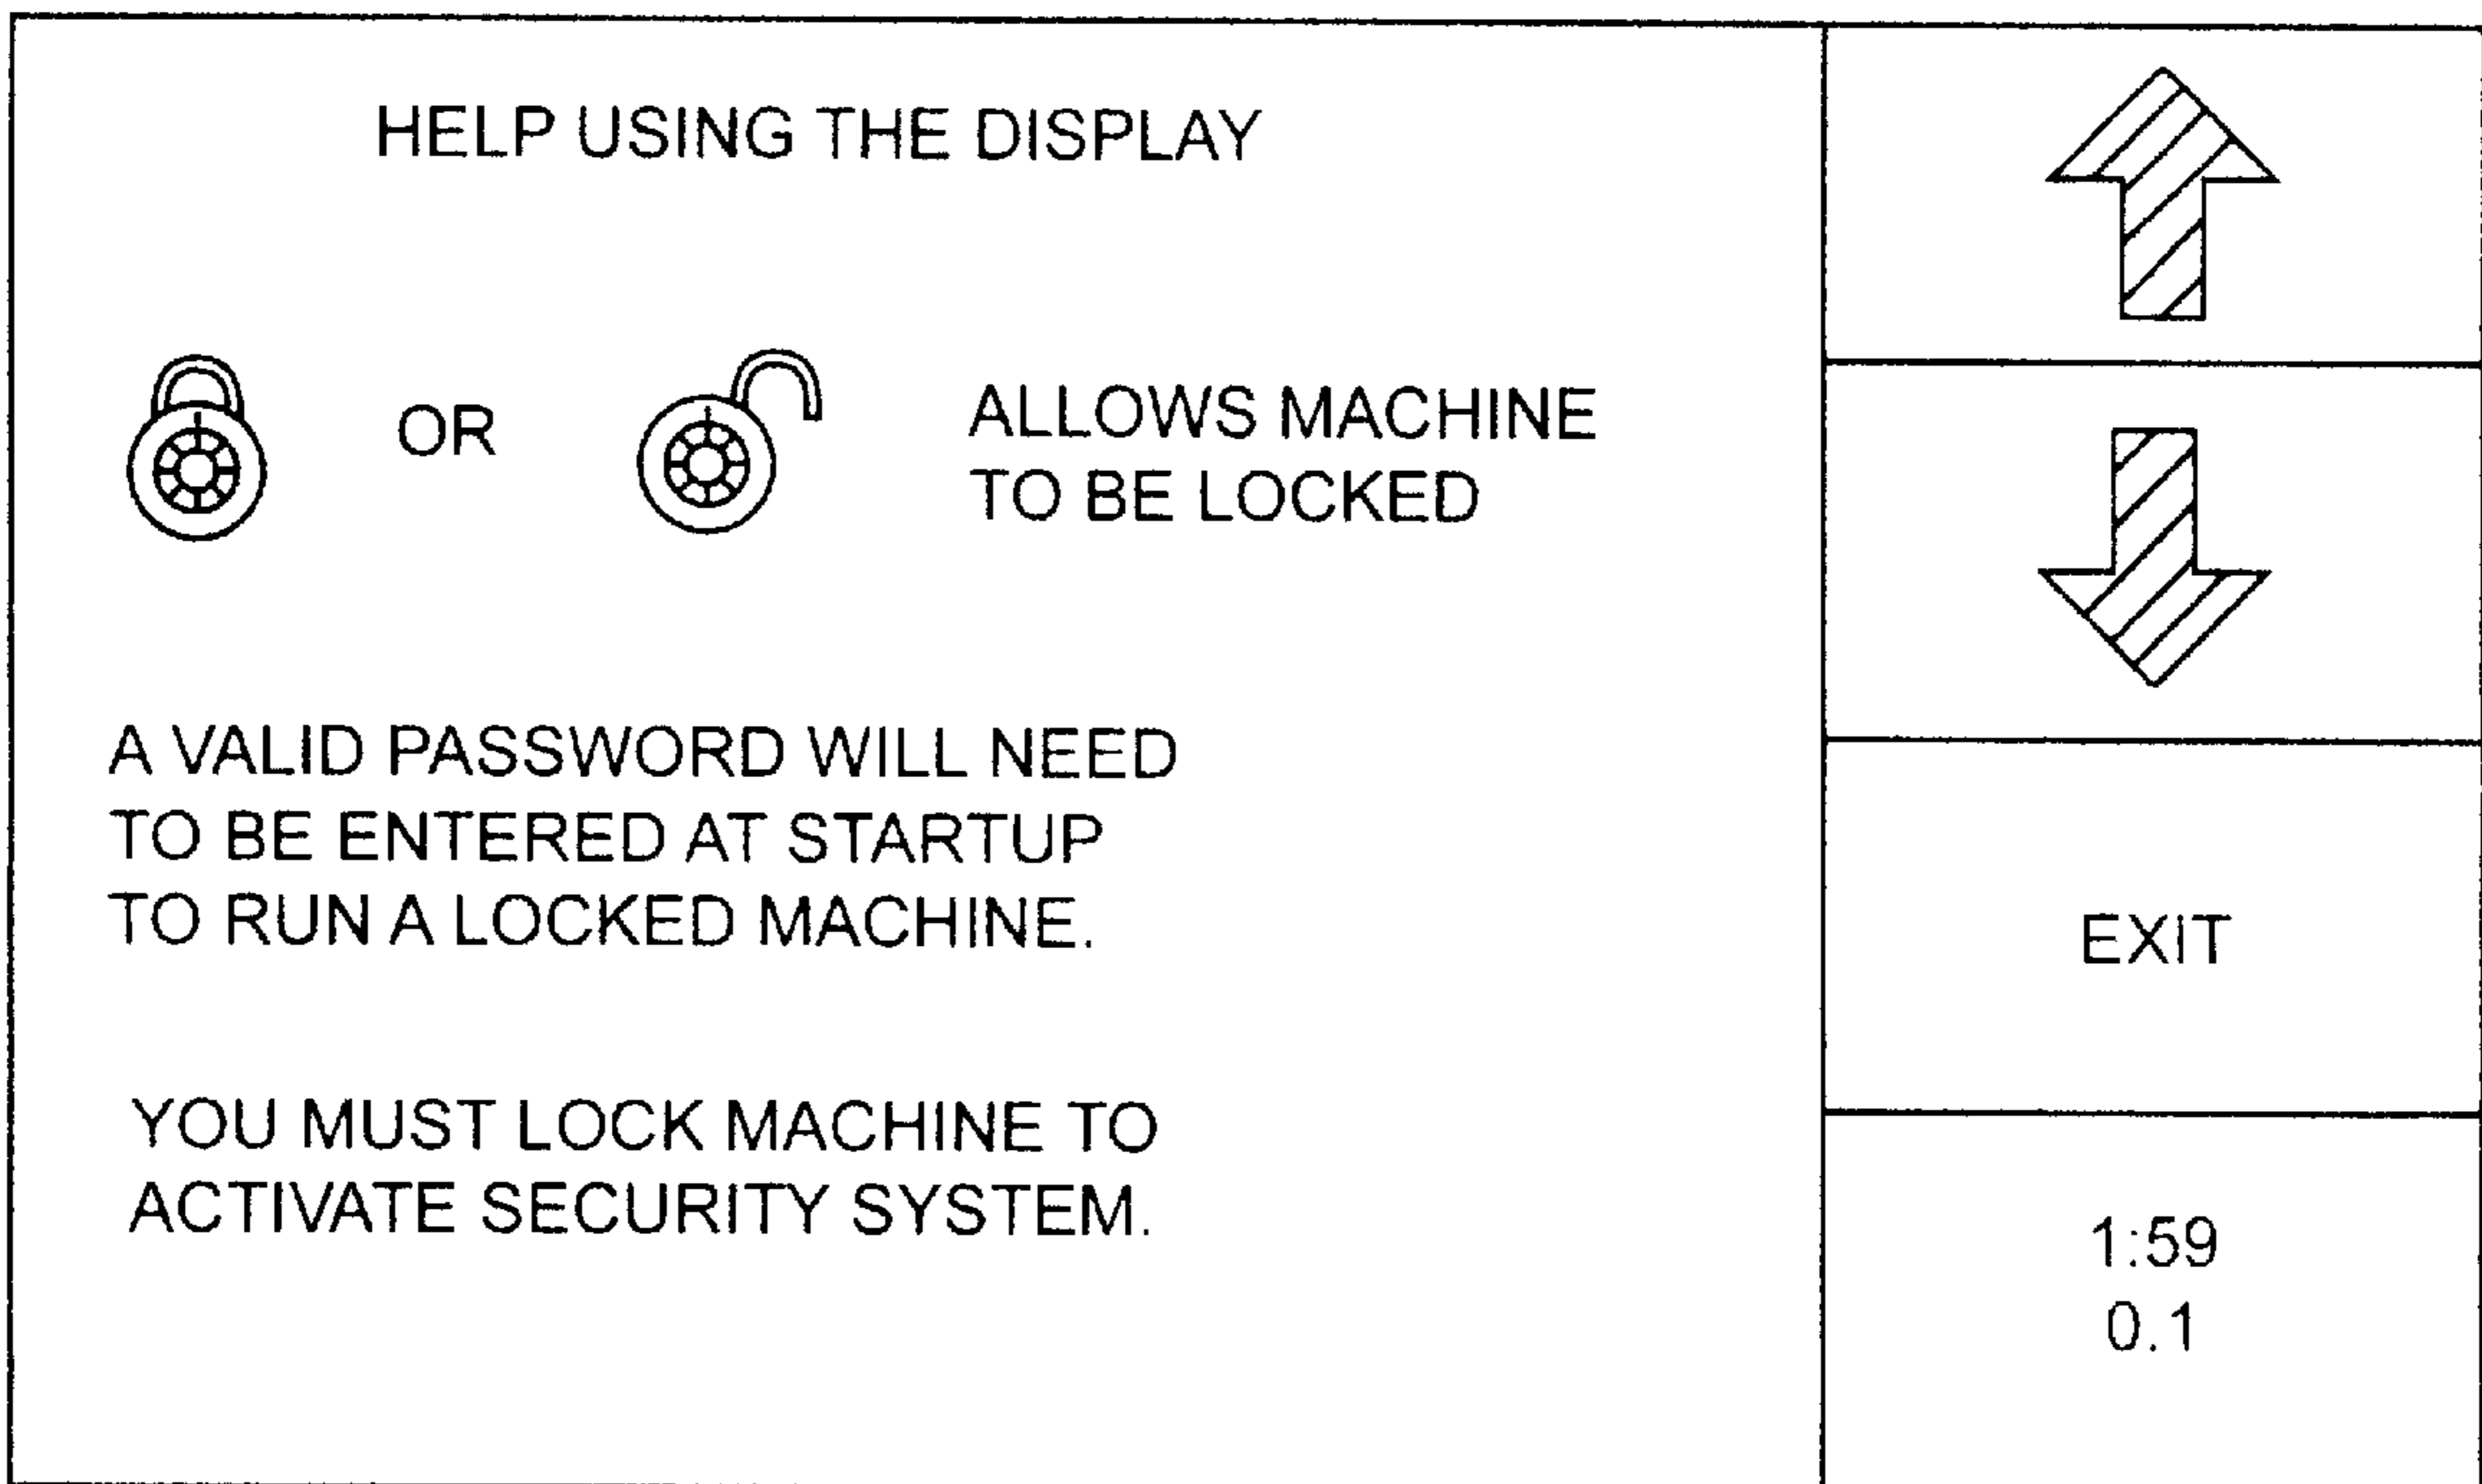 HELP USING THE DISPLAY
OR
ALLOWS MACHINE
TO BE LOCKED
A VALID PASSWORD WILL NEED
TO BE ENTERED AT STARTUP
TO RUN A LOCKED MACHINE.
YOU MUST LOCK MACHINE TO
ACTIVATE SECURITY SYSTEM.
EXIT
1:59
0.1